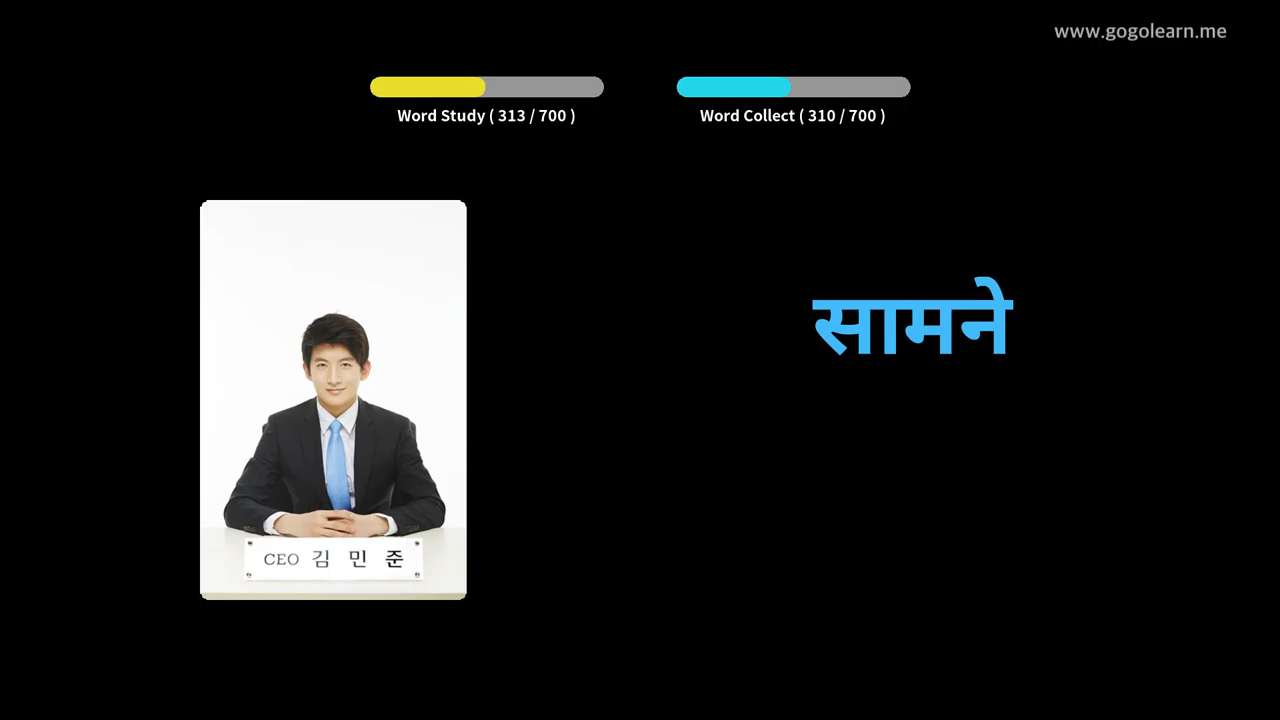 www.gogolearn.me
Word Study ( 313 / 700 )
Word Collect ( 310 / 700 )
सामने
CEO 김 민 준